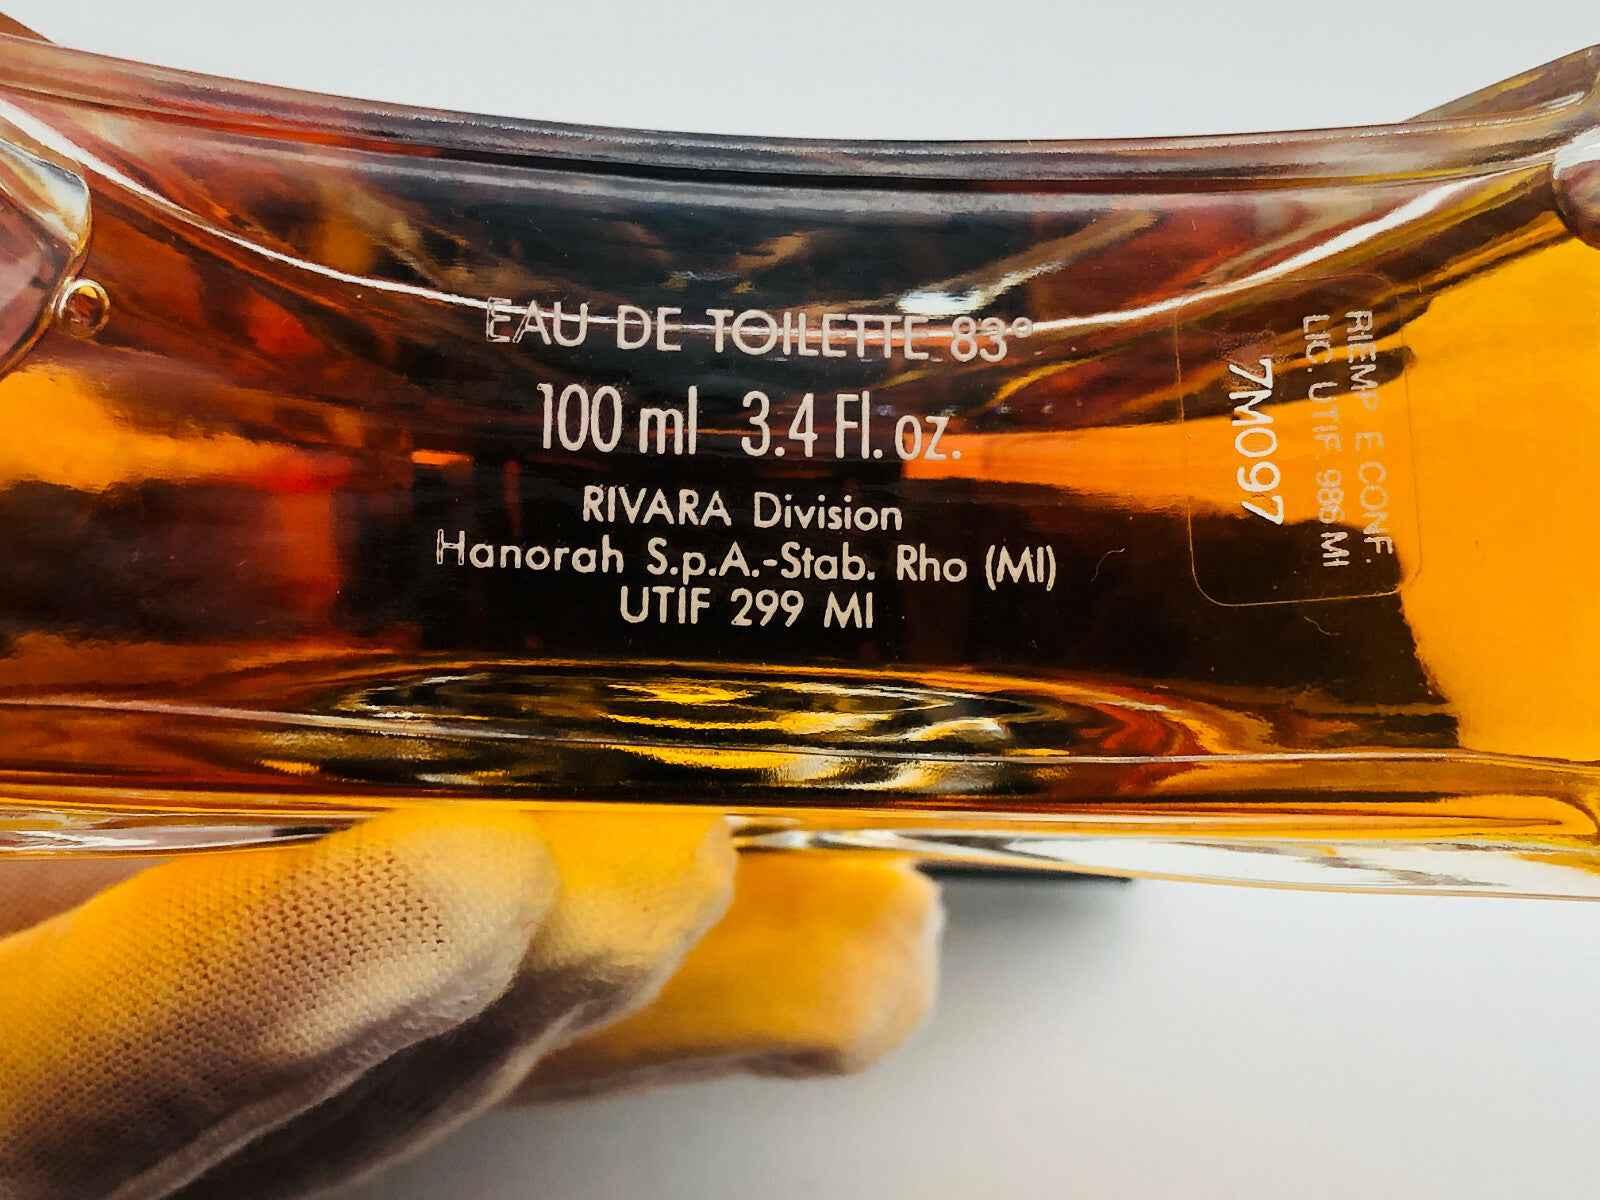 EAU DE TOILETTE 83°
100 ml 3.4 Fl. oz.
RIVARA Division
Hanorah S.p.A.-Stab. Rho (MI)
UTIF 299 MI
RIEMP E CONF.
LIC. UTIF. 986 MI
7M097